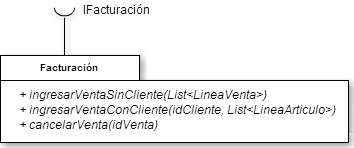 IFacturación
Facturación
+ ingresarVentaSinCliente(List<LineaVenta>)
+ ingresarVentaConCliente(idCliente, List<LineaArticulo>)
+ cancelarVenta(idVenta)